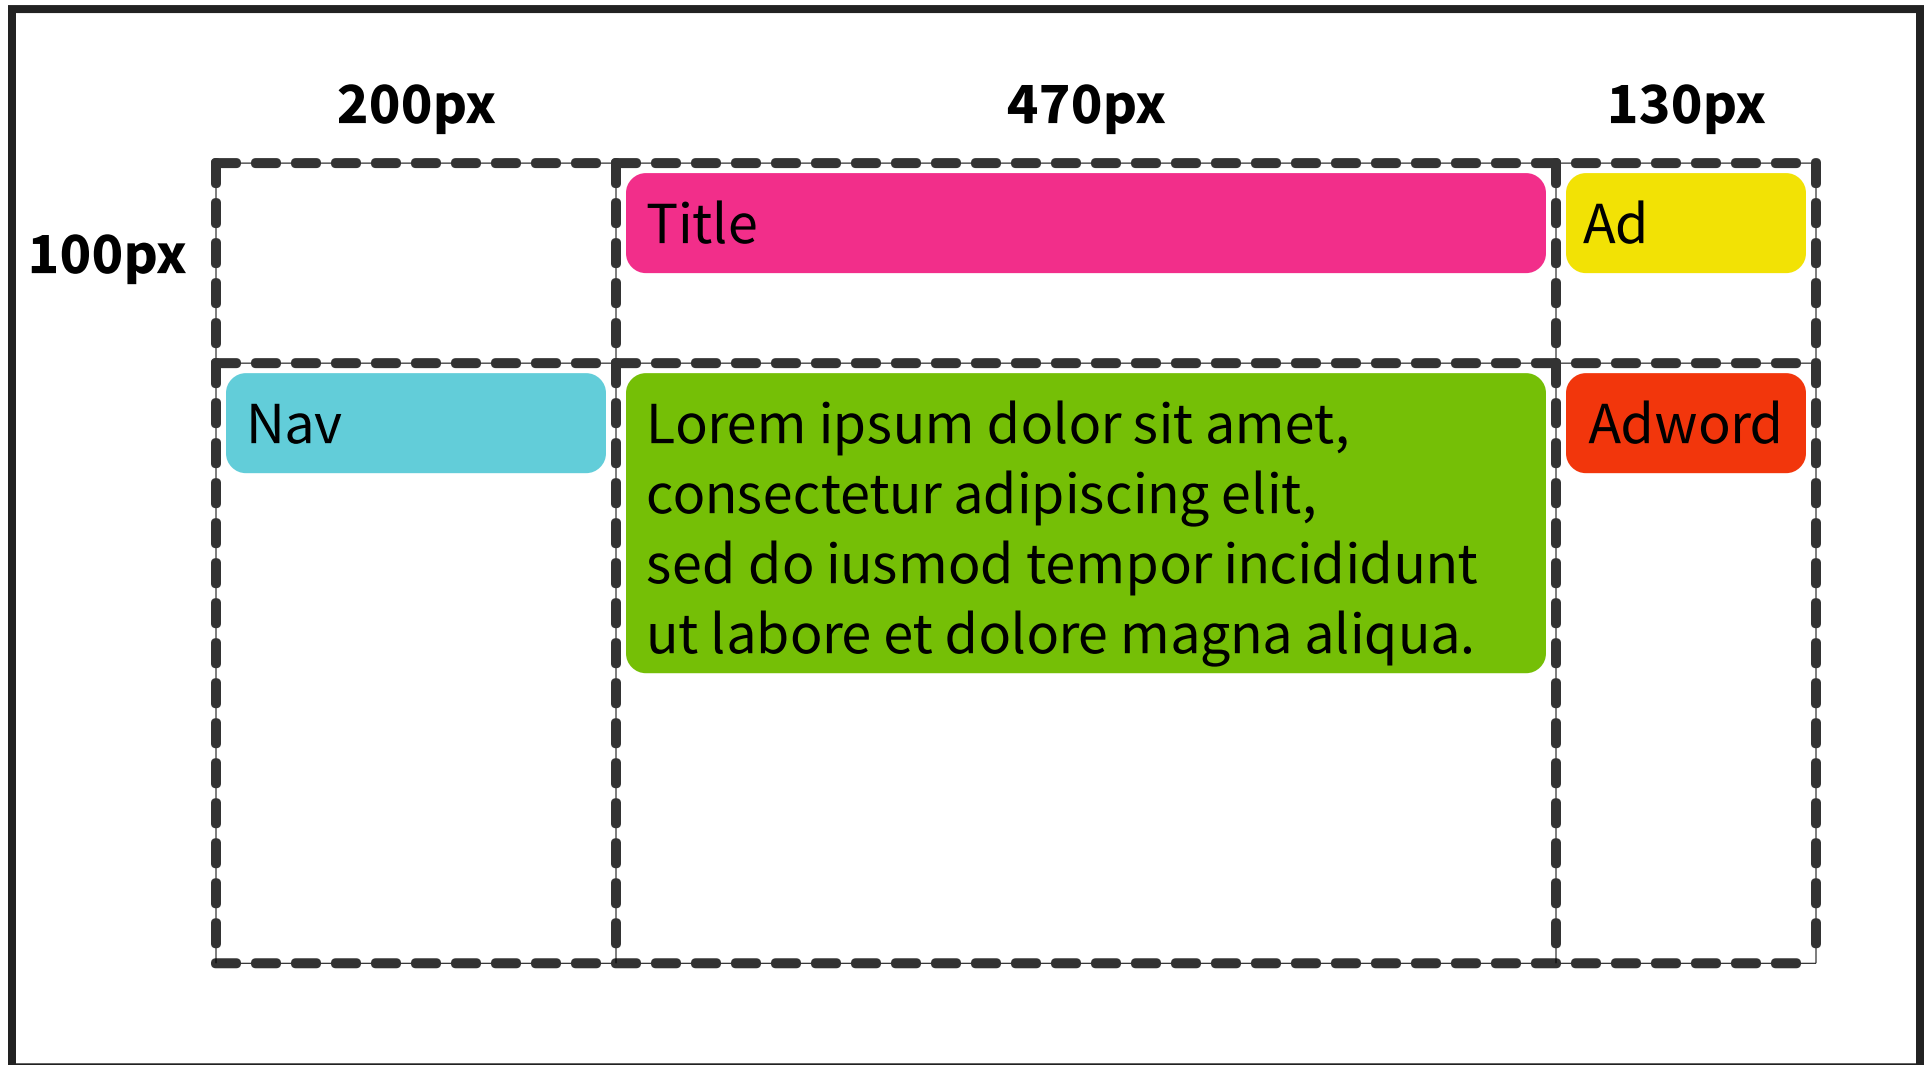 200px
470px
130px
100px
Title
Ad
Nav
Lorem ipsum dolor sit amet,
consectetur adipiscing elit,
sed do iusmod tempor incididunt
ut labore et dolore magna aliqua.
Adword